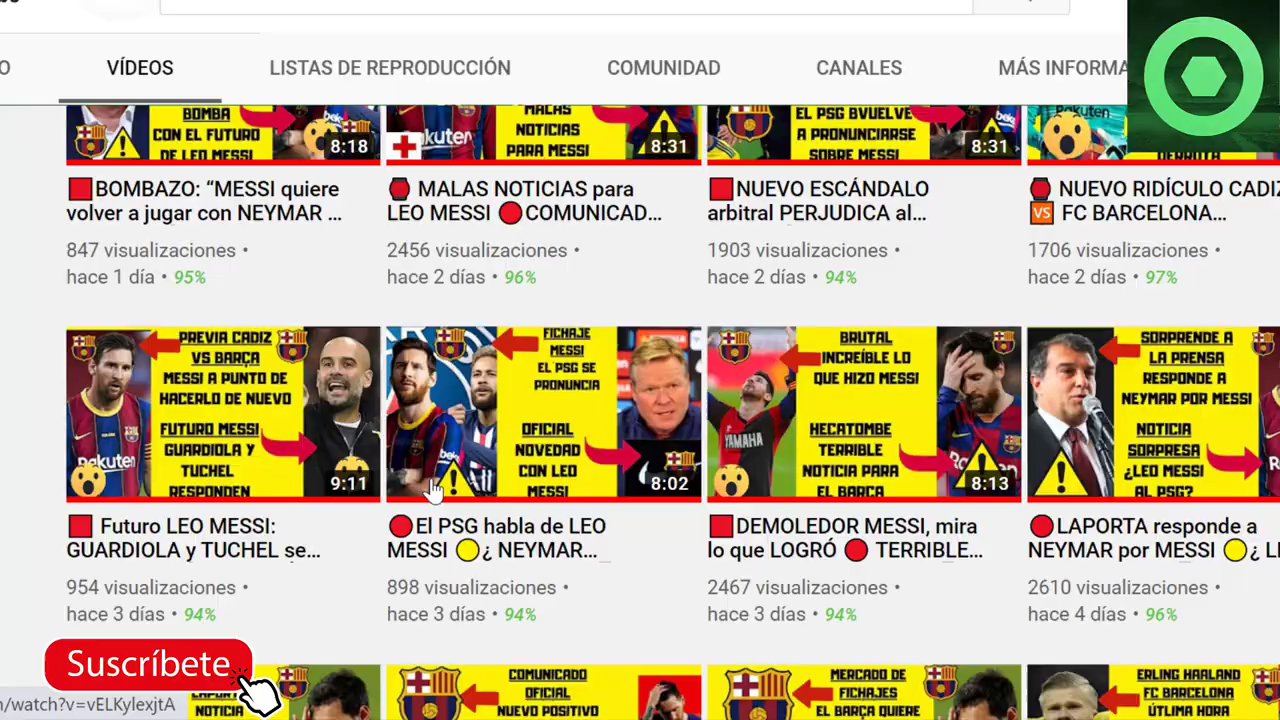 VÍDEOS LISTAS DE REPRODUCCIÓN COMUNIDAD CANALES MÁS INFORMA
BOMBA
CON EL FUTURO
DE LEO MESSI
8:18
MALAS
NOTICIAS
PARA MESSI
8:31
EL PSG BVUELVE
A PRONUNCIARSE
SOBRE MESSI
8:31
BOMBAZO: “MESSI quiere
volver a jugar con NEYMAR ...
847 visualizaciones •
hace 1 día • 95%
MALAS NOTICIAS para
LEO MESSI 🔴COMUNICAD...
2456 visualizaciones •
hace 2 días • 96%
NUEVO ESCÁNDALO
arbitral PERJUDICA al...
1903 visualizaciones •
hace 2 días • 94%
NUEVO RIDÍCULO CADIZ
🆚 FC BARCELONA...
1706 visualizaciones •
hace 2 días • 97%
PREVIA CADIZ
VS BARÇA
MESSI A PUNTO DE
HACERLO DE NUEVO
FUTURO MESSI
GUARDIOLA Y
TUCHEL
RESPONDEN
Rakuten
9:11
FICHAJE
MESSI
EL PSG SE
PRONUNCIA
OFICIAL
NOVEDAD
CON LEO
MESSI
8:02
BRUTAL
INCREÍBLE LO
QUE HIZO MESSI
HECATOMBE
TERRIBLE
NOTICIA PARA
EL BARÇA
YAMAHA
8:13
SORPRENDE A
LA PRENSA
RESPONDE A
NEYMAR POR MESSI
NOTICIA
SORPRESA
¿LEO MESSI
AL PSG?
Futuro LEO MESSI:
GUARDIOLA y TUCHEL se...
954 visualizaciones •
hace 3 días • 94%
🔴El PSG habla de LEO
MESSI 🟡¿ NEYMAR...
898 visualizaciones •
hace 3 días • 94%
DEMOLEDOR MESSI, mira
lo que LOGRÓ 🔴 TERRIBLE...
2467 visualizaciones •
hace 3 días • 94%
🔴LAPORTA responde a
NEYMAR por MESSI 🟡¿ LE
2610 visualizaciones •
hace 4 días • 96%
Suscríbete
/watch?v=vELKylexjtA
NOTICIA
COMUNICADO
OFICIAL
NUEVO POSITIVO
MERCADO DE
FICHAJES
EL BARÇA QUIERE
ERLING HAALAND
FC BARCELONA
ÚTLIMA HORA